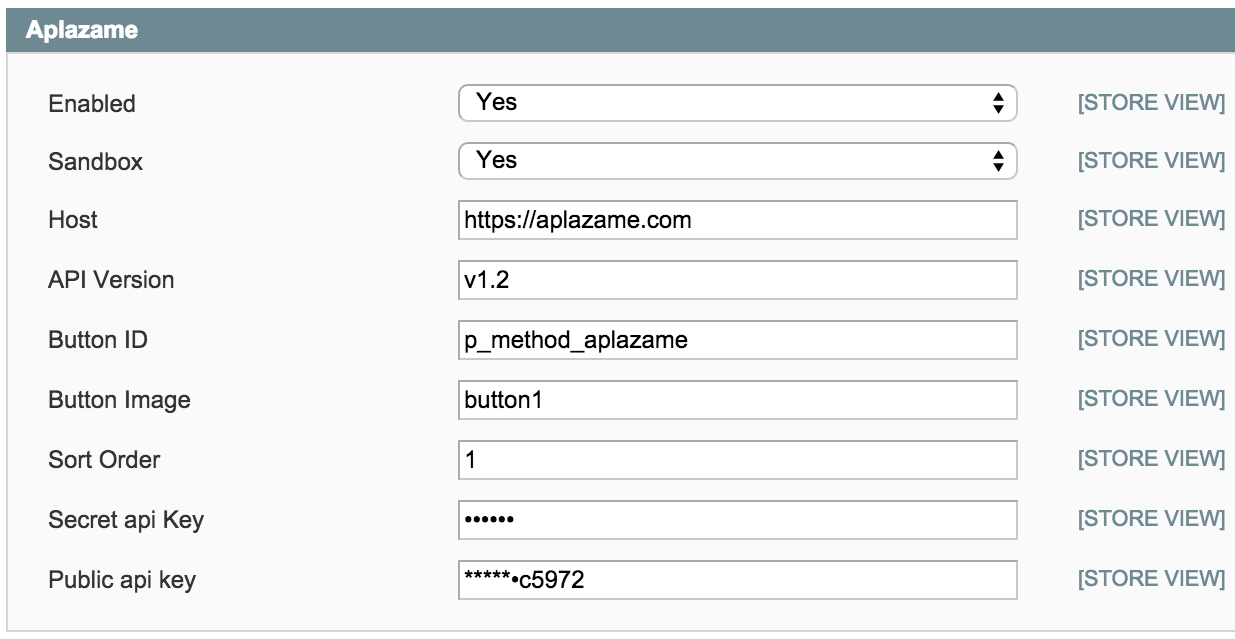 Aplazame
Enabled Yes [STORE VIEW]
Sandbox Yes [STORE VIEW]
Host https://aplazame.com [STORE VIEW]
API Version v1.2 [STORE VIEW]
Button ID p_method_aplazame [STORE VIEW]
Button Image button1 [STORE VIEW]
Sort Order 1 [STORE VIEW]
Secret api Key •••••• [STORE VIEW]
Public api key *****•c5972 [STORE VIEW]